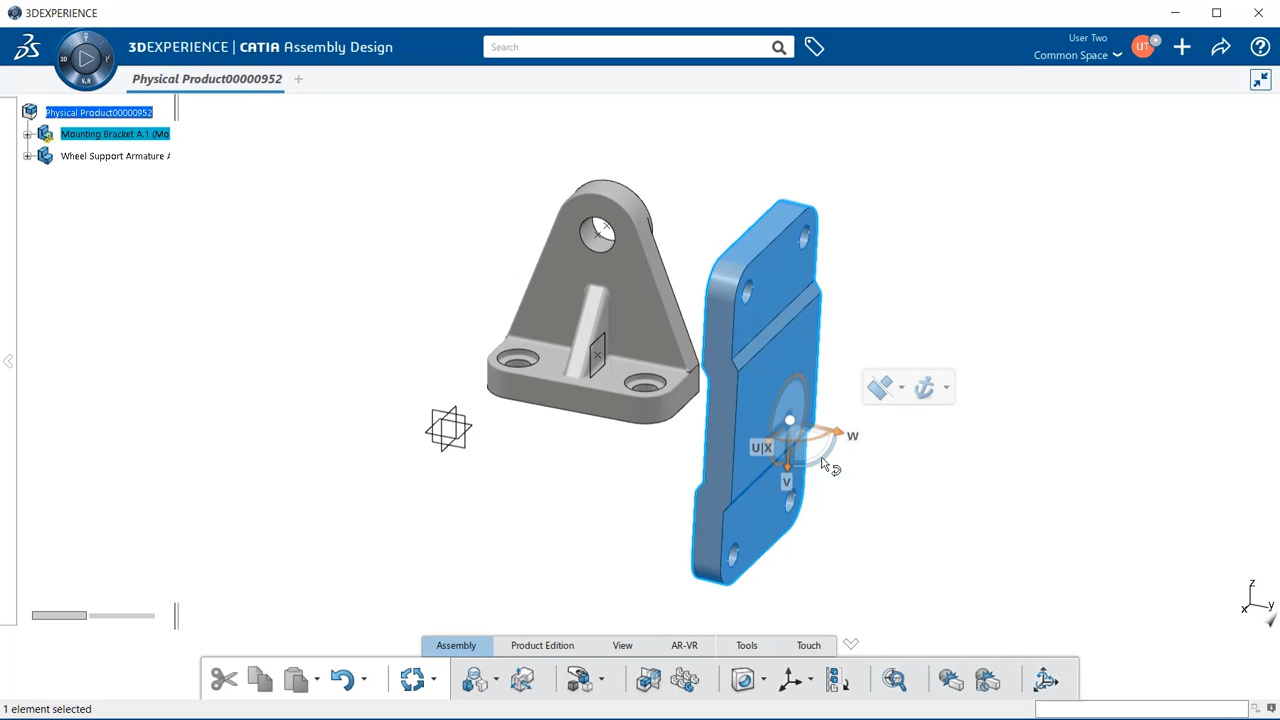 3DEXPERIENCE
3DEXPERIENCE | CATIA Assembly Design
Search
User Two
Common Space
UT
3D
V.R
Physical Product00000952
Physical Product00000952
Mounting Bracket A.1 (Mo
Wheel Support Armature A
W
U|X
V
z
y
x
Assembly
Product Edition
View
AR-VR
Tools
Touch
1 element selected